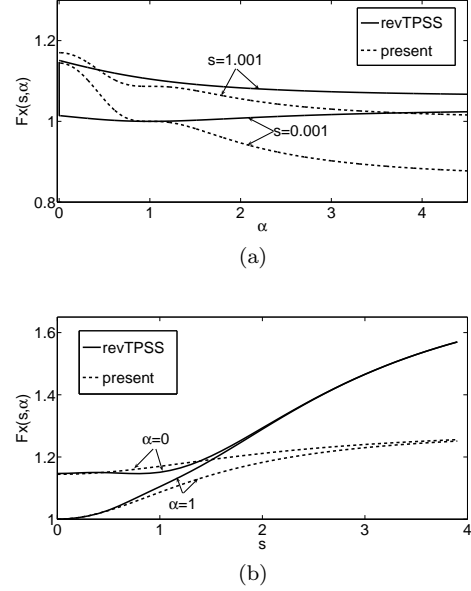 1.2
1
0.8
Fx(s,α)
revTPSS
present
s=1.001
s=0.001
0 1 2 3 4
α
(a)
1.6
1.4
1.2
1
Fx(s,α)
revTPSS
present
α=0
α=1
0 1 2 3 4
s
(b)